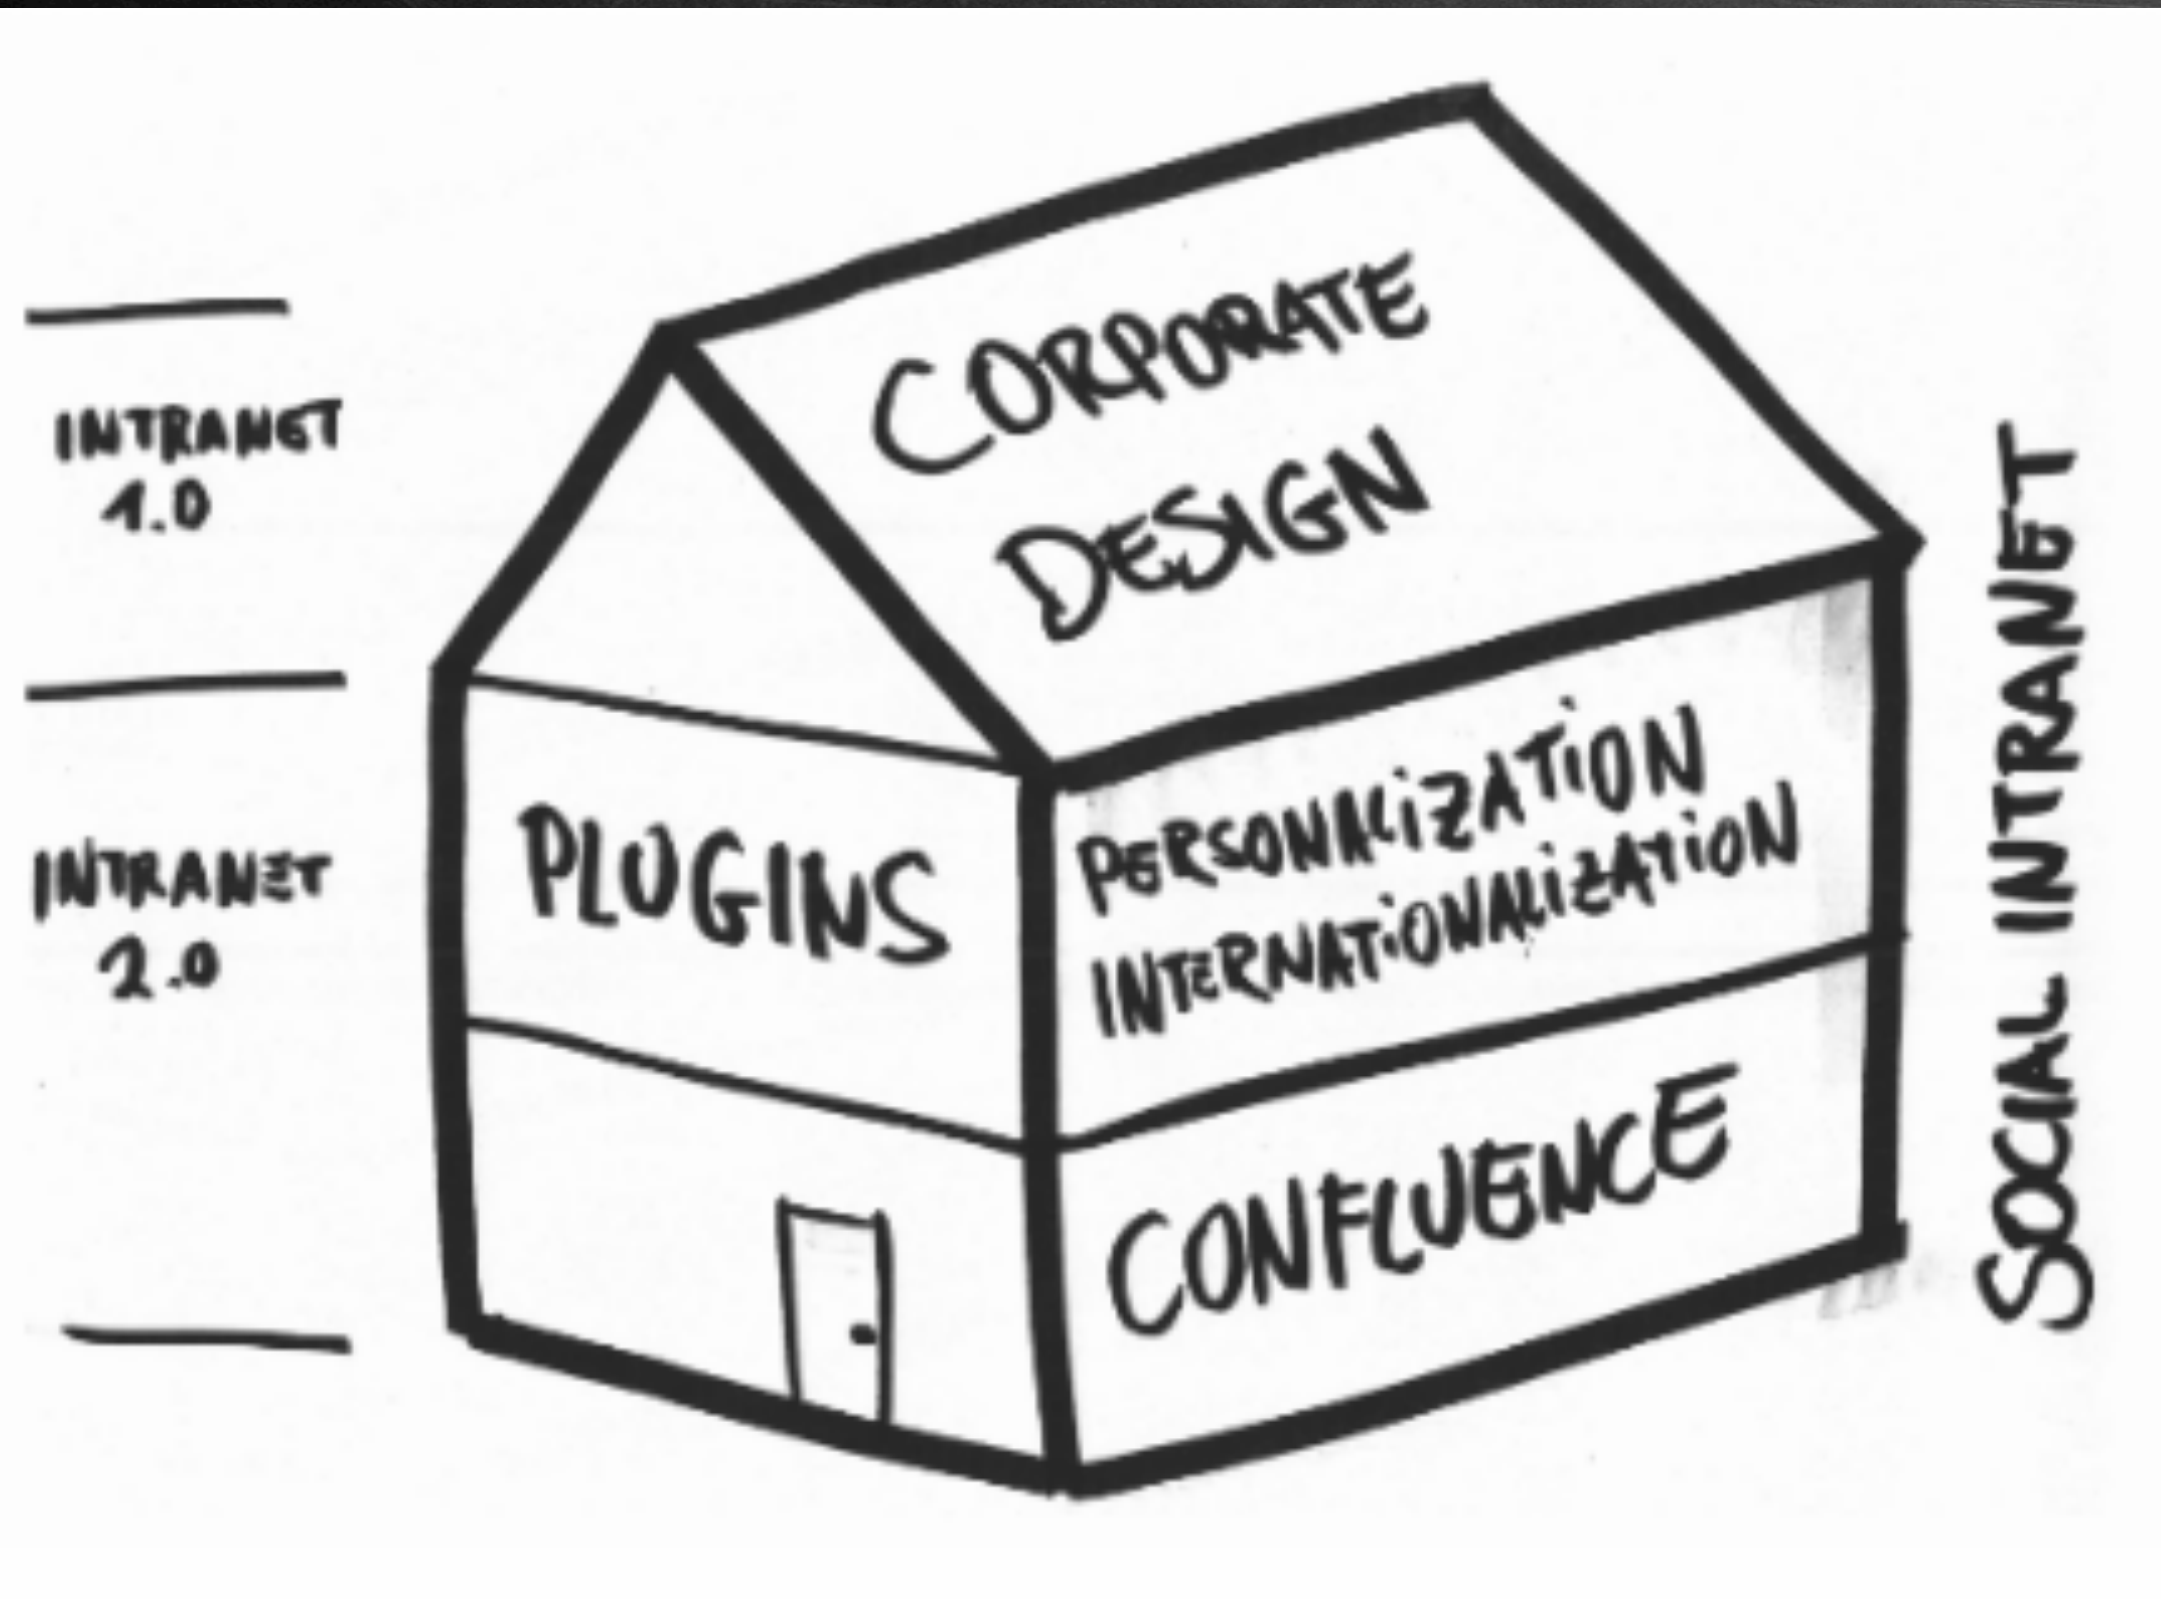 INTRANET
1.0
INTRANET
2.0
CORPORATE
DESIGN
PLUGINS
PERSONALiZATiON
INTERNATiONALiZATiON
CONFLUENCE
SOCIAL INTRANET